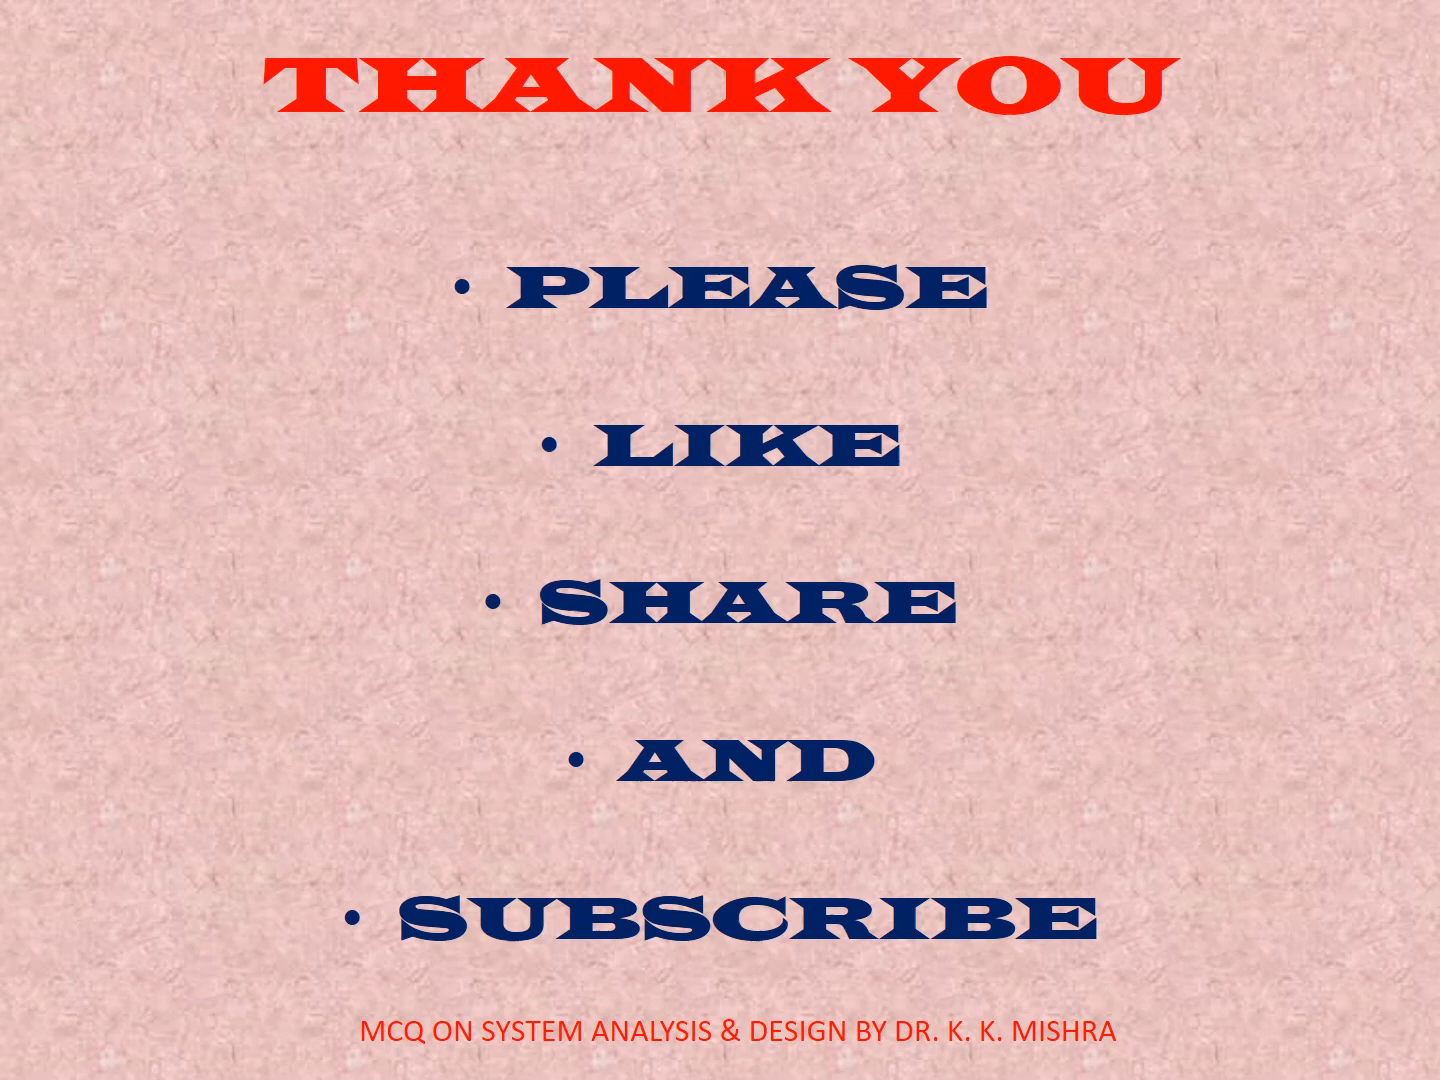 THANK YOU
• PLEASE
• LIKE
• SHARE
• AND
• SUBSCRIBE
MCQ ON SYSTEM ANALYSIS & DESIGN BY DR. K. K. MISHRA